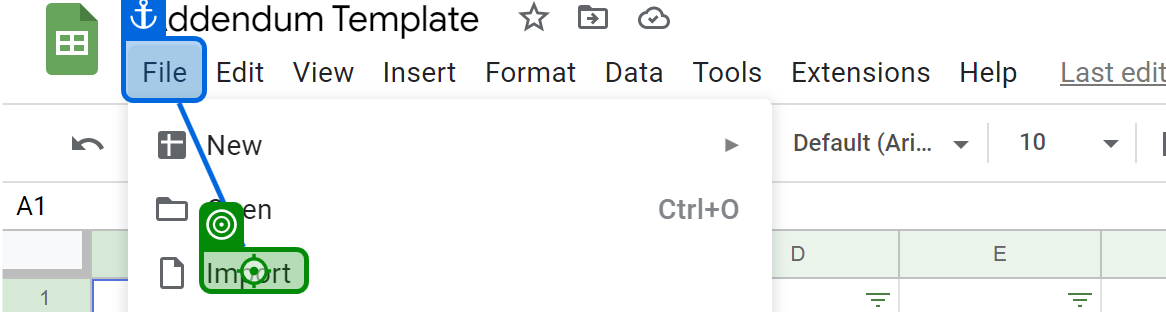 ddendum Template
File Edit View Insert Format Data Tools Extensions Help Last edit
New
Default (Ari... 10
A1
Open Ctrl+O
D E
Import
1